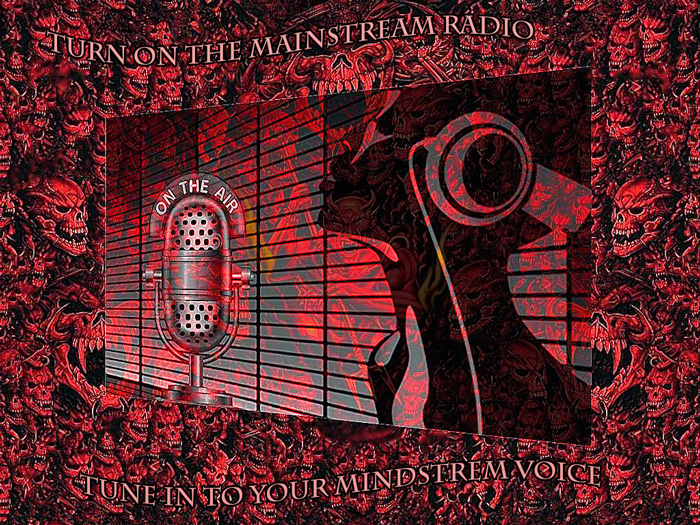 TURN ON THE MAINSTREAM RADIO
ON THE AIR
TUNE IN TO YOUR MINDSTREM VOICE